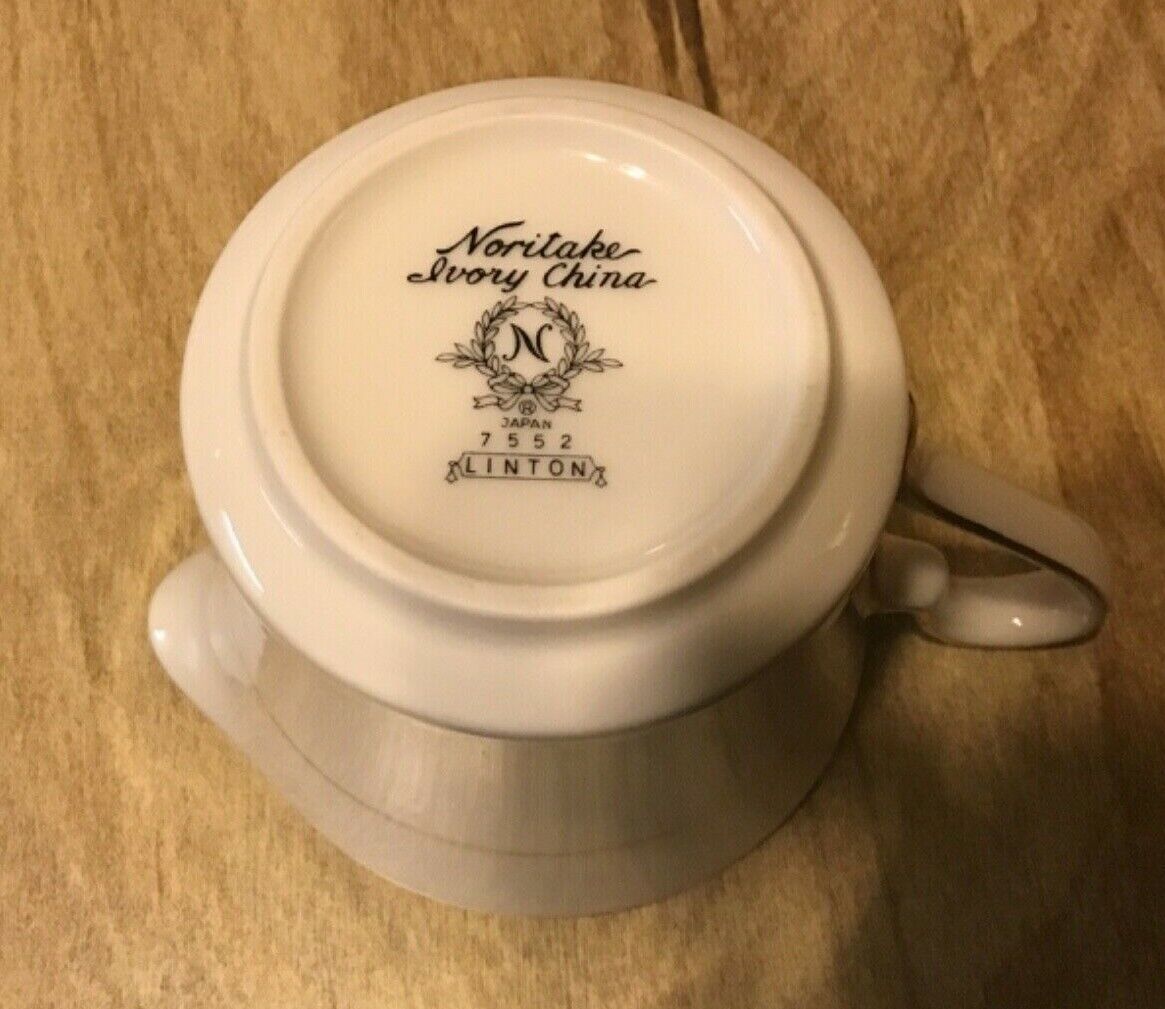 Noritake
Ivory China
N
®
JAPAN
7552
LINTON